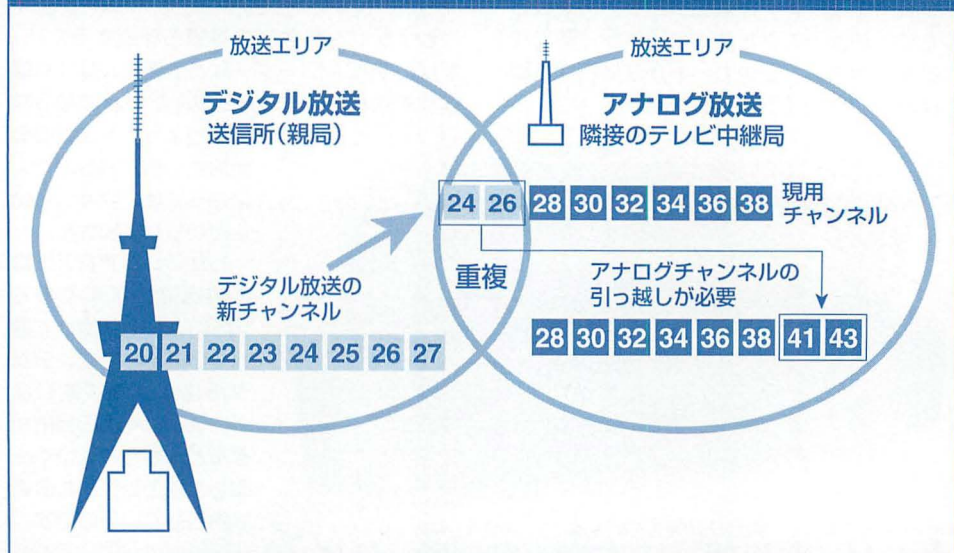 放送エリア
デジタル放送
送信所(親局)
放送エリア
アナログ放送
隣接のテレビ中継局
24 26 28 30 32 34 36 38
現用
チャンネル
重複
デジタル放送の
新チャンネル
20 21 22 23 24 25 26 27
アナログチャンネルの
引っ越しが必要
28 30 32 34 36 38 41 43